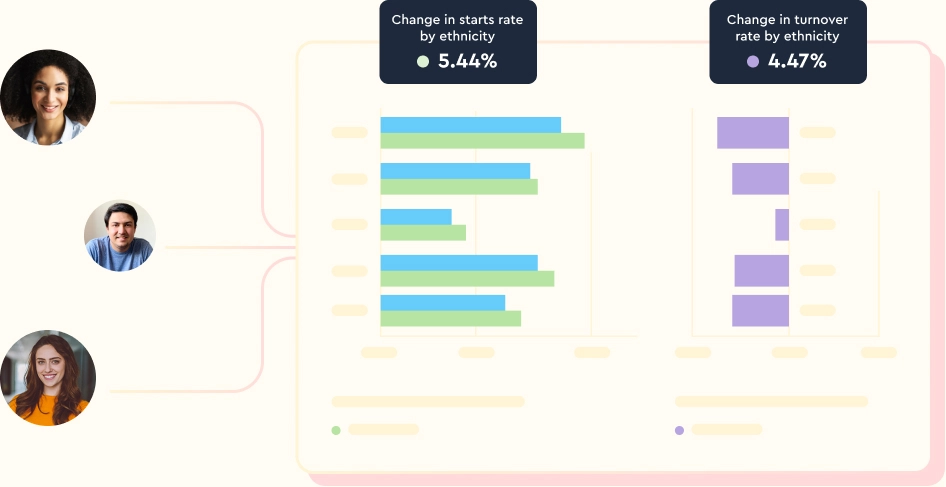 Change in starts rate
by ethnicity
5.44%
Change in turnover
rate by ethnicity
4.47%